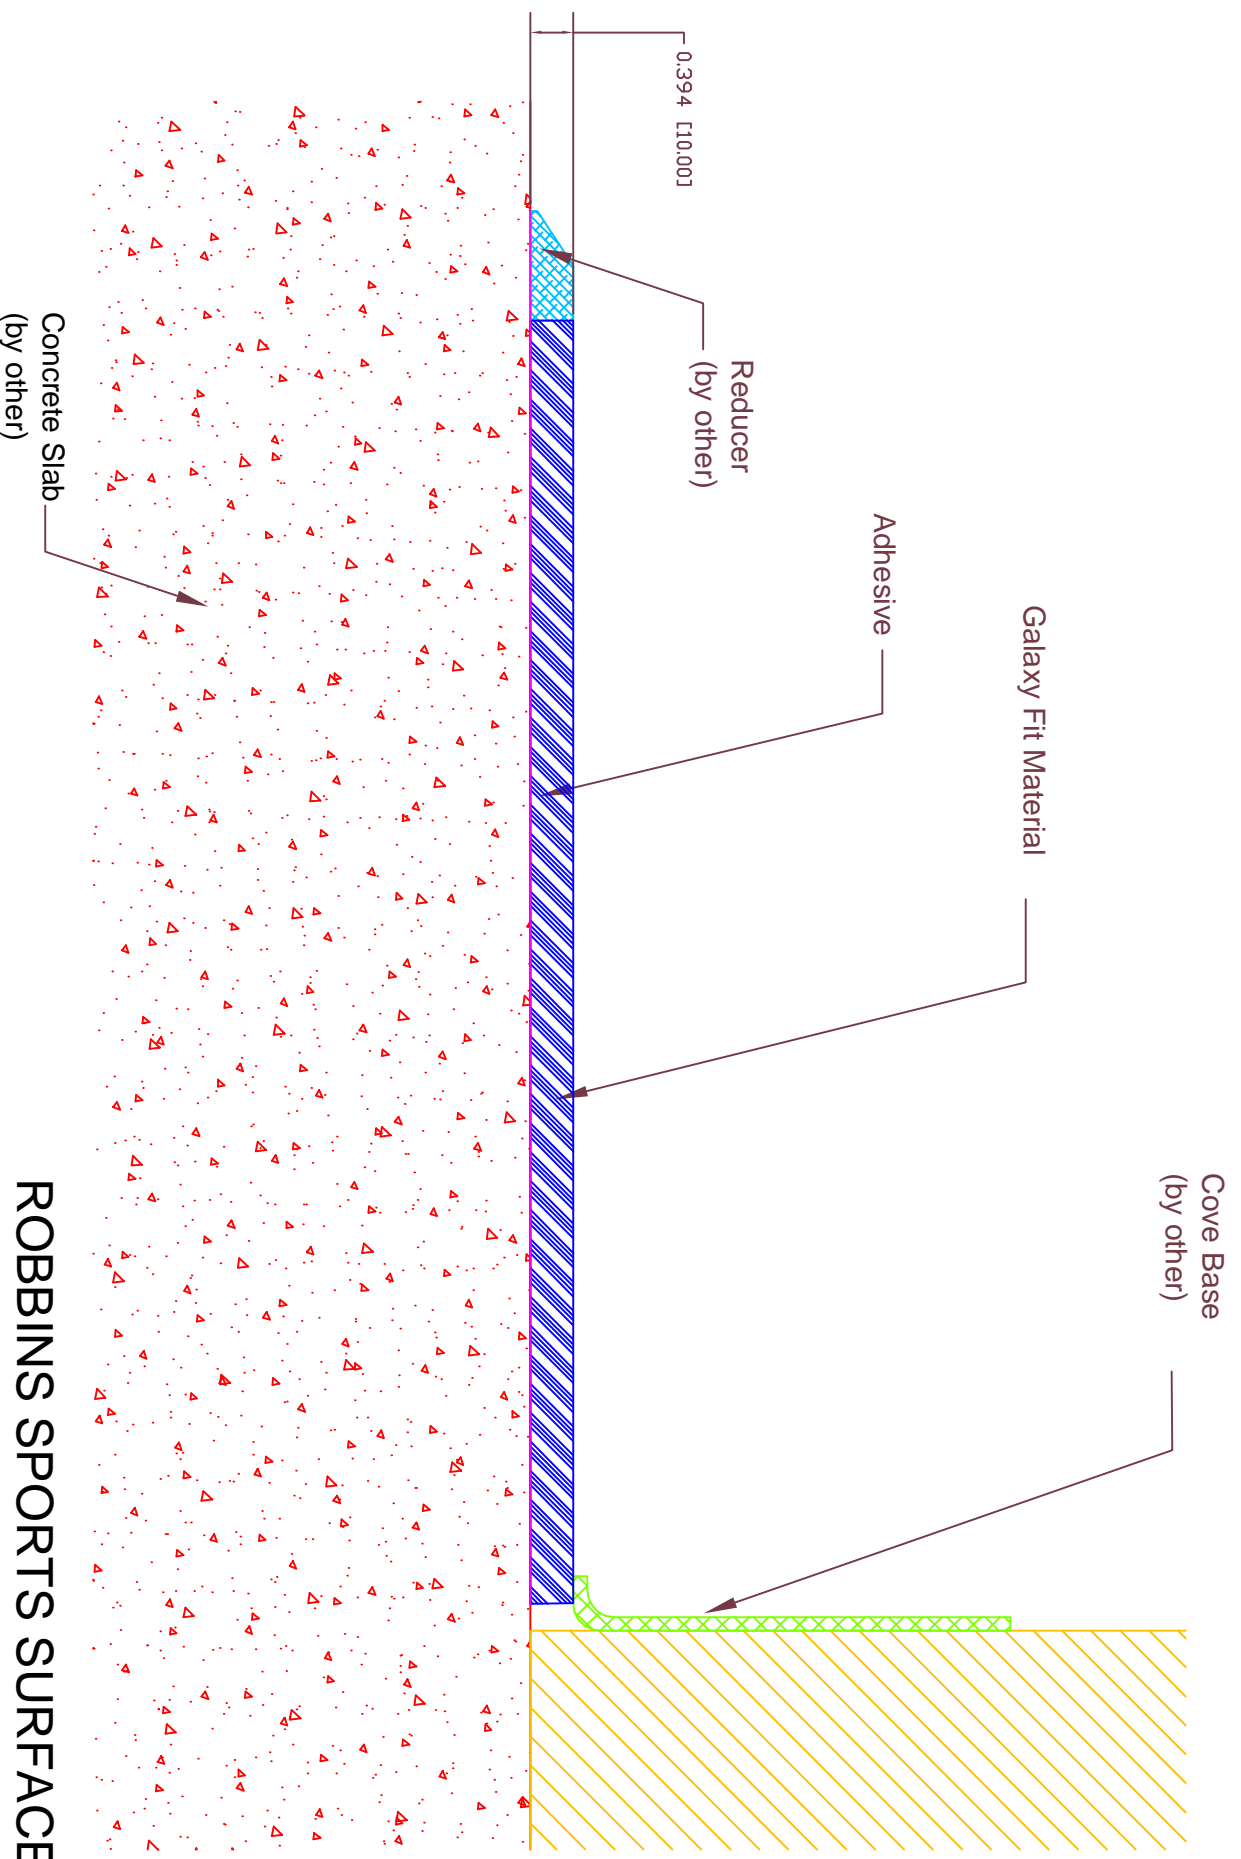 Cove Base
(by other)
Galaxy Fit Material
Adhesive
Reducer
(by other)
0.394 [10.00]
Concrete Slab
(by other)
ROBBINS SPORTS SURFACE